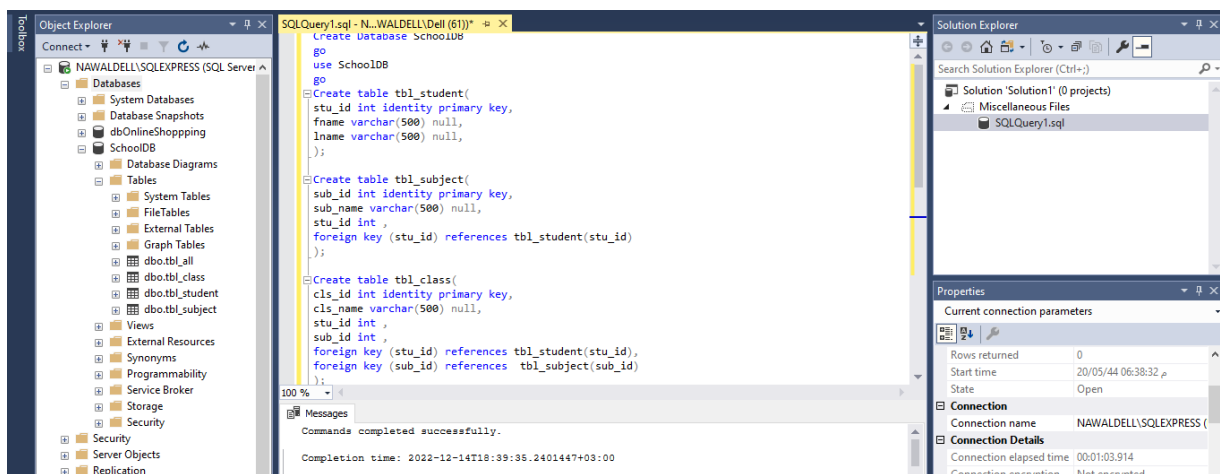 Toolbox
Object Explorer
Connect
NAWALDELL\SQLEXPRESS (SQL Server
Databases
System Databases
Database Snapshots
dbOnlineShoppping
SchoolDB
Database Diagrams
Tables
System Tables
FileTables
External Tables
Graph Tables
dbo.tbl_all
dbo.tbl_class
dbo.tbl_student
dbo.tbl_subject
Views
External Resources
Synonyms
Programmability
Service Broker
Storage
Security
Security
Server Objects
Replication
SQLQuery1.sql - N...WALDELL\Dell (61))*
Create Database SchoolDB
go
use SchoolDB
go
Create table tbl_student(
stu_id int identity primary key,
fname varchar(500) null,
lname varchar(500) null,
);
Create table tbl_subject(
sub_id int identity primary key,
sub_name varchar(500) null,
stu_id int ,
foreign key (stu_id) references tbl_student(stu_id)
);
Create table tbl_class(
cls_id int identity primary key,
cls_name varchar(500) null,
stu_id int ,
sub_id int ,
foreign key (stu_id) references tbl_student(stu_id),
foreign key (sub_id) references  tbl_subject(sub_id)
);
100 %
Messages
Commands completed successfully.
Completion time: 2022-12-14T18:39:35.2401447+03:00
Solution Explorer
Search Solution Explorer (Ctrl+;)
Solution 'Solution1' (0 projects)
Miscellaneous Files
SQLQuery1.sql
Properties
Current connection parameters
Rows returned 0
Start time 20/05/44 06:38:32 م
State Open
Connection
Connection name NAWALDELL\SQLEXPRESS (
Connection Details
Connection elapsed time 00:01:03.914
Connection encryption Not encrypted